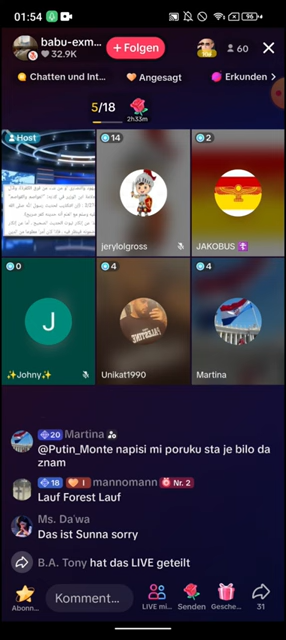 01:54
96
babu-exm...
32.9K
+ Folgen
60
Chatten und Int...
Angesagt
Erkunden >
5/18
2h33m
Host
14
jerylolgross
2
JAKOBUS ✝
0
J
✨Johny✨
4
Unikat1990
4
Martina
20 Martina
@Putin_Monte napisi mi poruku sta je bilo da
znam
18 I mannomann Nr. 2
Lauf Forest Lauf
Ms. Da'wa
Das ist Sunna sorry
B.A. Tony hat das LIVE geteilt
Abonn...
Komment...
LIVE mi...
Senden
Gesche...
31